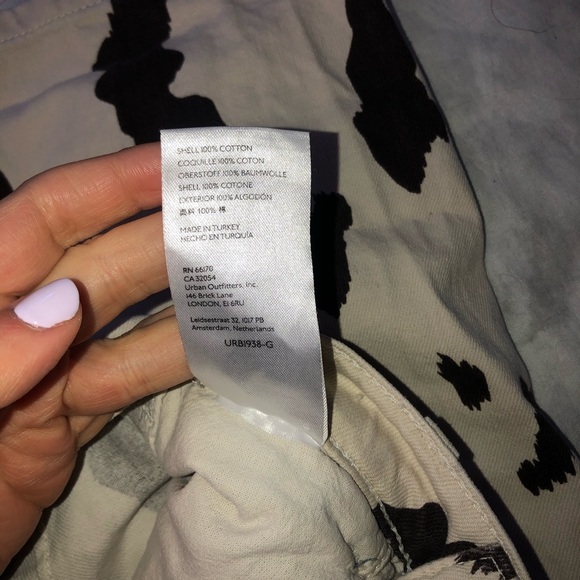 SHELL 100% COTTON
COQUILLE 100% COTON
OBERSTOFF 100% BAUMWOLLE
SHELL 100% COTONE
EXTERIOR 100% ALGODÓN
面料 100% 棉
MADE IN TURKEY
HECHO EN TURQUÍA
RN 66170
CA 32054
Urban Outfitters, Inc.
146 Brick Lane
LONDON, E1 6RU
Leidsestraat 32, 1017 PB
Amsterdam, Netherlands
URB1938-G